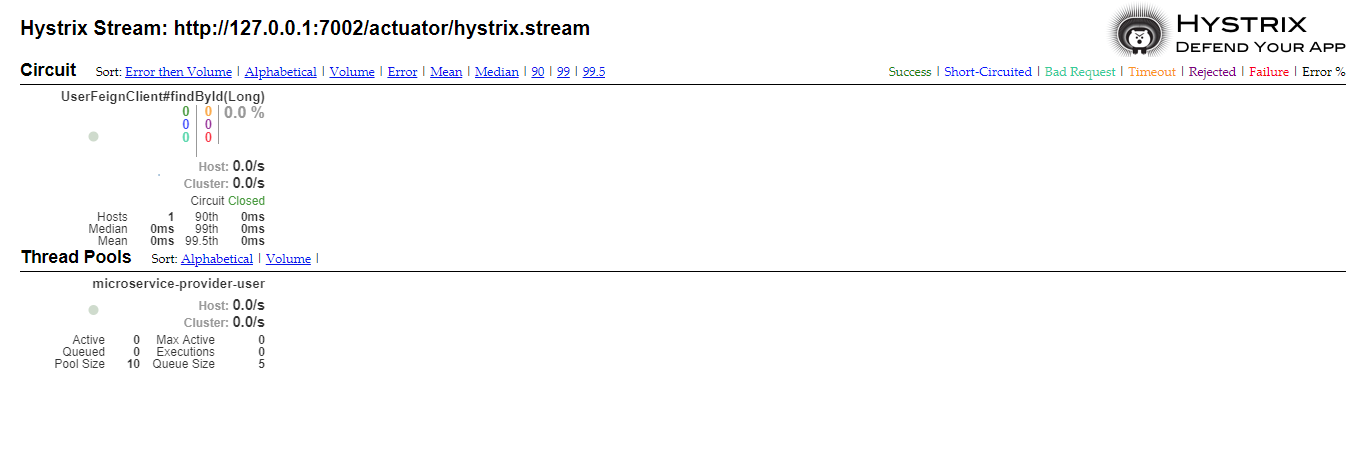 Hystrix Stream: http://127.0.0.1:7002/actuator/hystrix.stream
HYSTRIX
DEFEND YOUR APP
Circuit Sort: Error then Volume | Alphabetical | Volume | Error | Mean | Median | 90 | 99 | 99.5
Success | Short-Circuited | Bad Request | Timeout | Rejected | Failure | Error %
UserFeignClient#findById(Long)
0 0 0.0 %
0 0
0 0
Host: 0.0/s
Cluster: 0.0/s
Circuit Closed
Hosts 1 90th 0ms
Median 0ms 99th 0ms
Mean 0ms 99.5th 0ms
Thread Pools Sort: Alphabetical | Volume |
microservice-provider-user
Host: 0.0/s
Cluster: 0.0/s
Active 0 Max Active 0
Queued 0 Executions 0
Pool Size 10 Queue Size 5